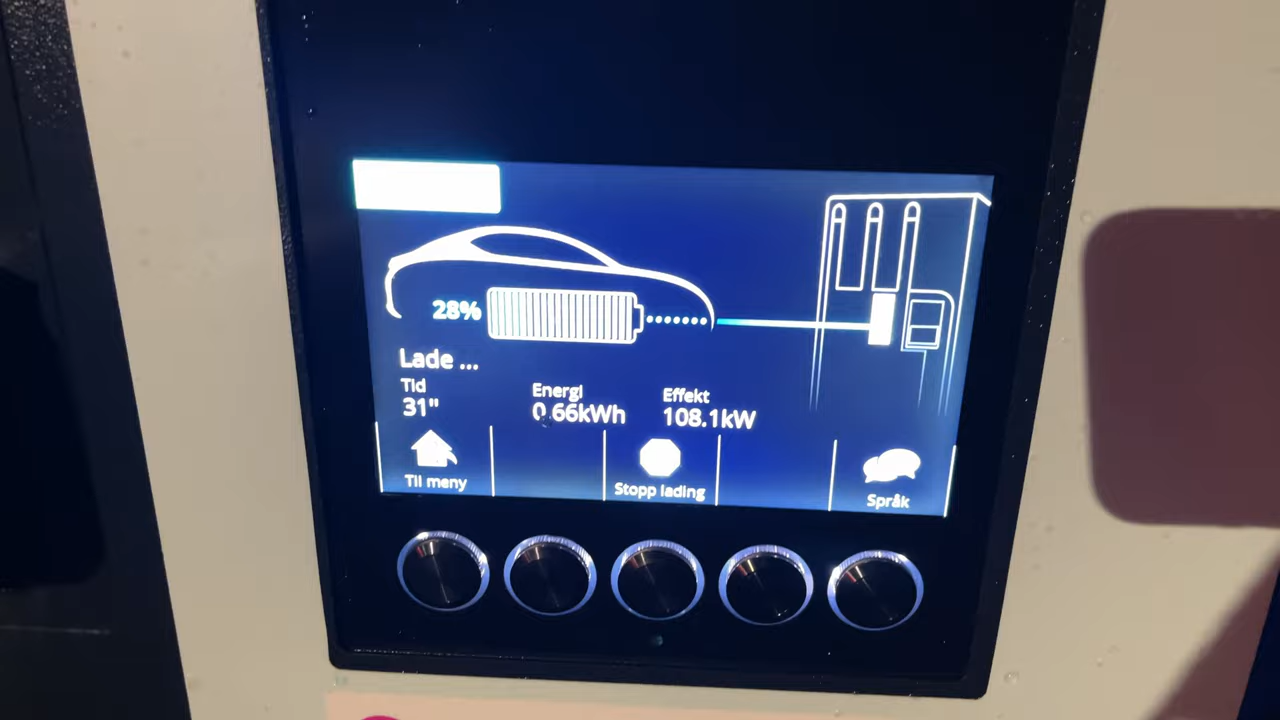 28%
Lade ...
Tid
31"
Energi
0.66kWh
Effekt
108.1kW
Til meny
Stopp lading
Språk